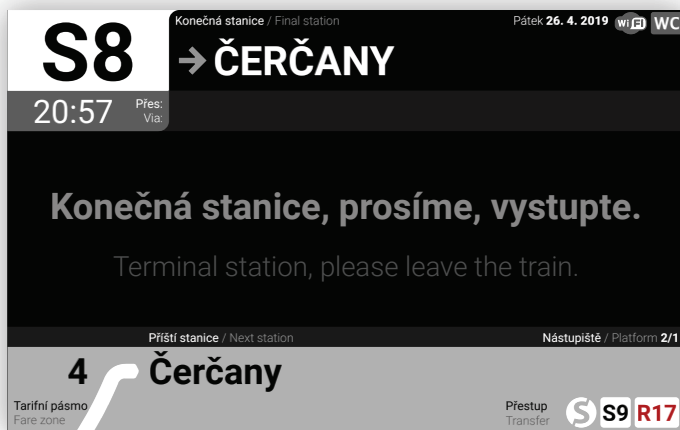 S8
Konečná stanice / Final station
Pátek 26. 4. 2019
WiFi
WC
→ ČERČANY
20:57
Přes:
Via:
Konečná stanice, prosíme, vystupte.
Terminal station, please leave the train.
Příští stanice / Next station
Nástupiště / Platform 2/1
4
Čerčany
Tarifní pásmo
Fare zone
Přestup
Transfer
S S9 R17